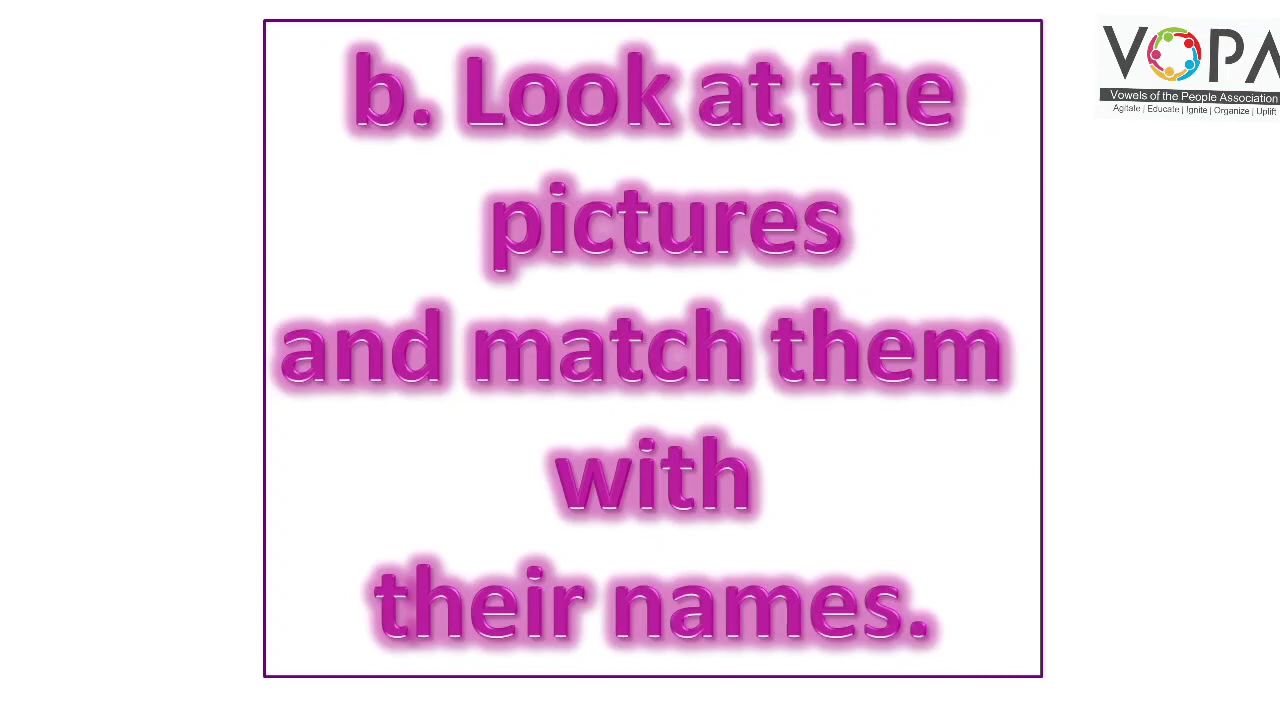 b. Look at the
pictures
and match them
with
their names.
VOPA
Vowels of the People Association
Agitate | Educate | Ignite | Organize | Uplift